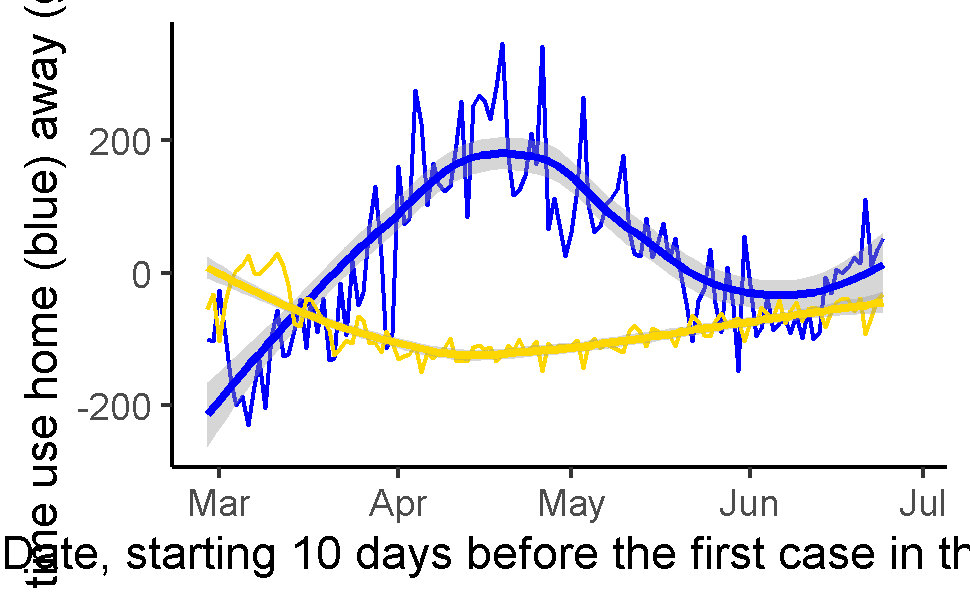 time use home (blue) away (
200
0
-200
Mar Apr May Jun Jul
Date, starting 10 days before the first case in th